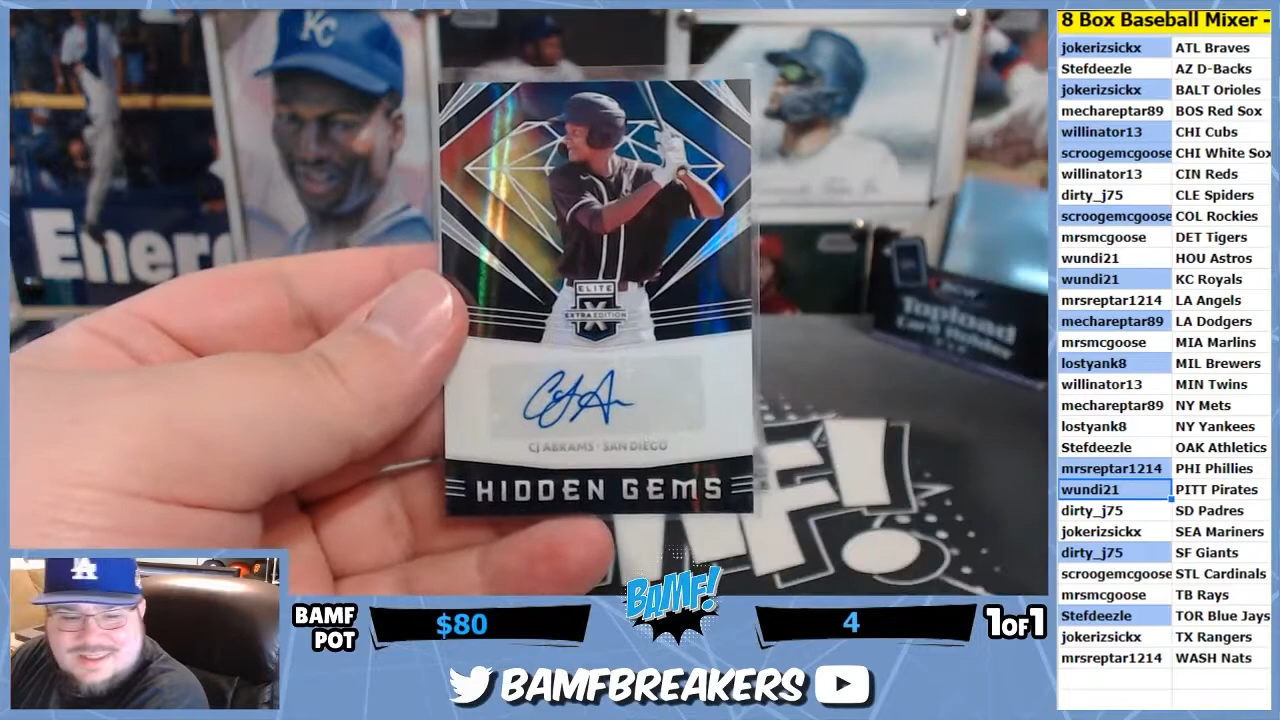 KC
Ener
ELITE
X
EXTRA EDITION
CJ ABRAMS · SAN DIEGO
HIDDEN GEMS
Topload
Card Holder
LA
BAMF
POT
$80
BAMF!
4
1OF1
BAMFBREAKERS
8 Box Baseball Mixer -
jokerizsickx ATL Braves
Stefdeezle AZ D-Backs
jokerizsickx BALT Orioles
mechareptar89 BOS Red Sox
willinator13 CHI Cubs
scroogemcgoose CHI White Sox
willinator13 CIN Reds
dirty_j75 CLE Spiders
scroogemcgoose COL Rockies
mrsmcgoose DET Tigers
wundi21 HOU Astros
wundi21 KC Royals
mrsreptar1214 LA Angels
mechareptar89 LA Dodgers
mrsmcgoose MIA Marlins
lostyank8 MIL Brewers
willinator13 MIN Twins
mechareptar89 NY Mets
lostyank8 NY Yankees
Stefdeezle OAK Athletics
mrsreptar1214 PHI Phillies
wundi21 PITT Pirates
dirty_j75 SD Padres
jokerizsickx SEA Mariners
dirty_j75 SF Giants
scroogemcgoose STL Cardinals
mrsmcgoose TB Rays
Stefdeezle TOR Blue Jays
jokerizsickx TX Rangers
mrsreptar1214 WASH Nats